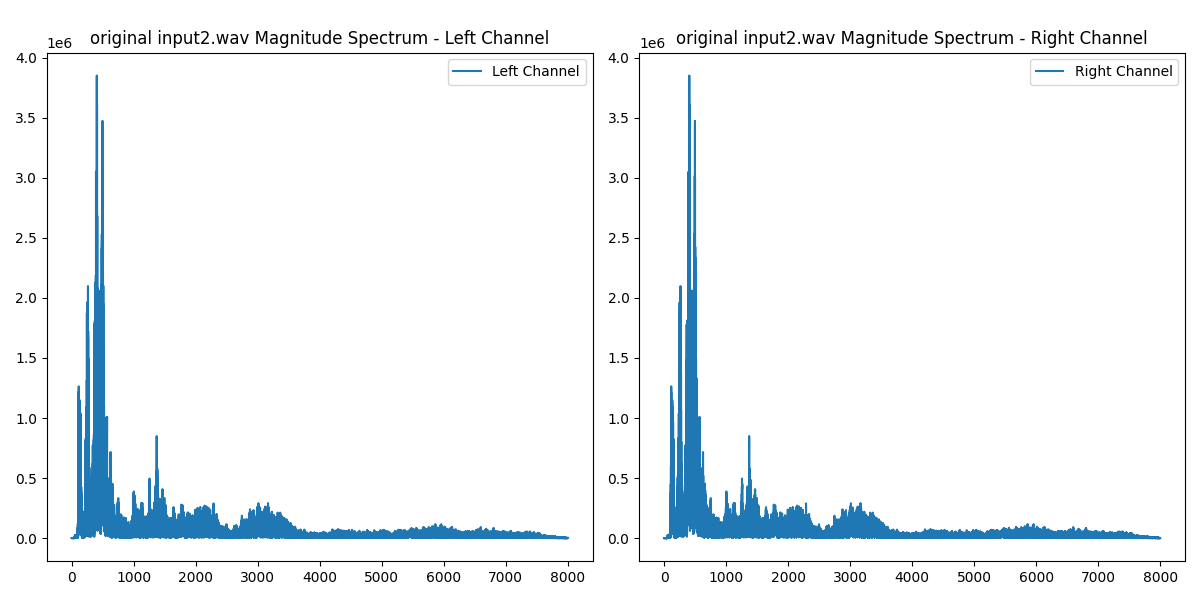 original input2.wav Magnitude Spectrum - Left Channel
1e6
Left Channel
4.0
3.5
3.0
2.5
2.0
1.5
1.0
0.5
0.0
0 1000 2000 3000 4000 5000 6000 7000 8000
original input2.wav Magnitude Spectrum - Right Channel
1e6
Right Channel
4.0
3.5
3.0
2.5
2.0
1.5
1.0
0.5
0.0
0 1000 2000 3000 4000 5000 6000 7000 8000